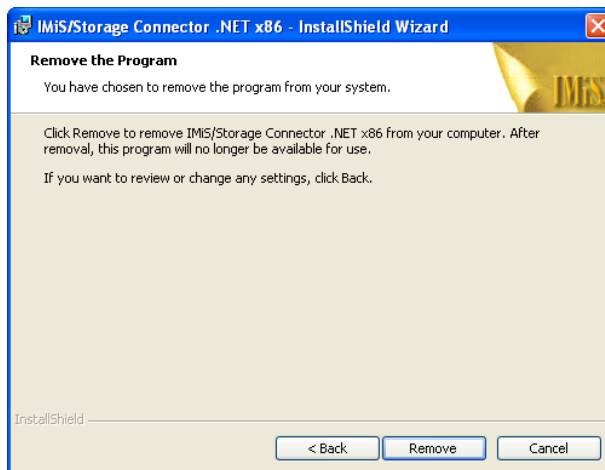 IMiS/Storage Connector .NET x86 - InstallShield Wizard
Remove the Program
You have chosen to remove the program from your system.
IMiS
Click Remove to remove IMiS/Storage Connector .NET x86 from your computer. After
removal, this program will no longer be available for use.
If you want to review or change any settings, click Back.
InstallShield
< Back
Remove
Cancel